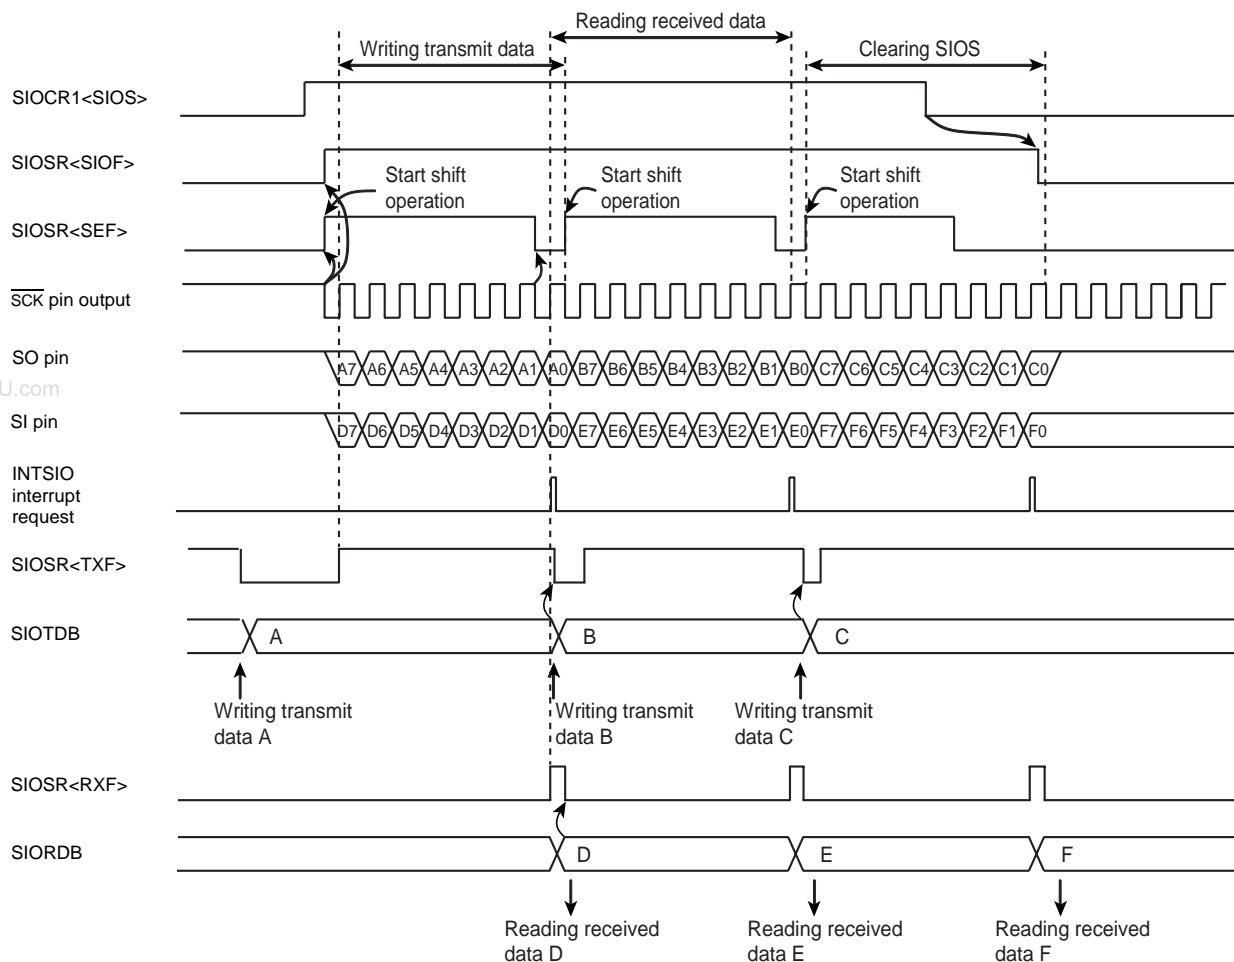 Reading received data
Writing transmit data
Clearing SIOS
SIOCR1<SIOS>
SIOSR<SIOF>
Start shift
operation
Start shift
operation
Start shift
operation
SIOSR<SEF>
SCK pin output
SO pin
A7 A6 A5 A4 A3 A2 A1 A0 B7 B6 B5 B4 B3 B2 B1 B0 C7 C6 C5 C4 C3 C2 C1 C0
U.com
SI pin
D7 D6 D5 D4 D3 D2 D1 D0 E7 E6 E5 E4 E3 E2 E1 E0 F7 F6 F5 F4 F3 F2 F1 F0
INTSIO
interrupt
request
SIOSR<TXF>
SIOTDB
A
B
C
Writing transmit
data A
Writing transmit
data B
Writing transmit
data C
SIOSR<RXF>
SIORDB
D
E
F
Reading received
data D
Reading received
data E
Reading received
data F